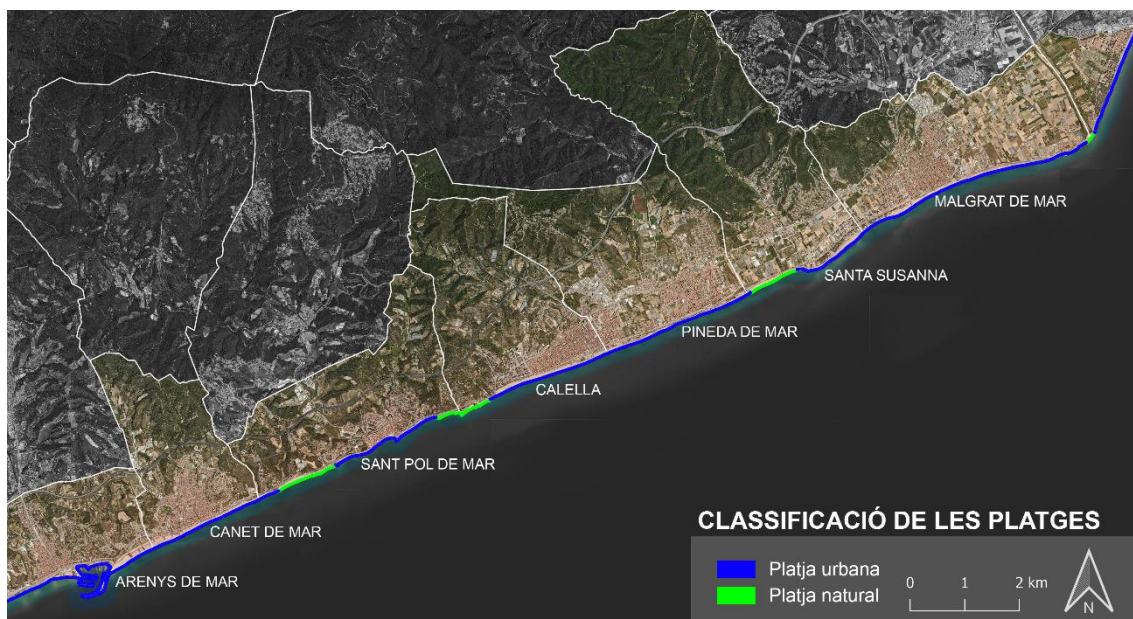 MALGRAT DE MAR
SANTA SUSANNA
PINEDA DE MAR
CALELLA
SANT POL DE MAR
CANET DE MAR
ARENYS DE MAR
CLASSIFICACIÓ DE LES PLATGES
Platja urbana
Platja natural
0 1 2 km
N